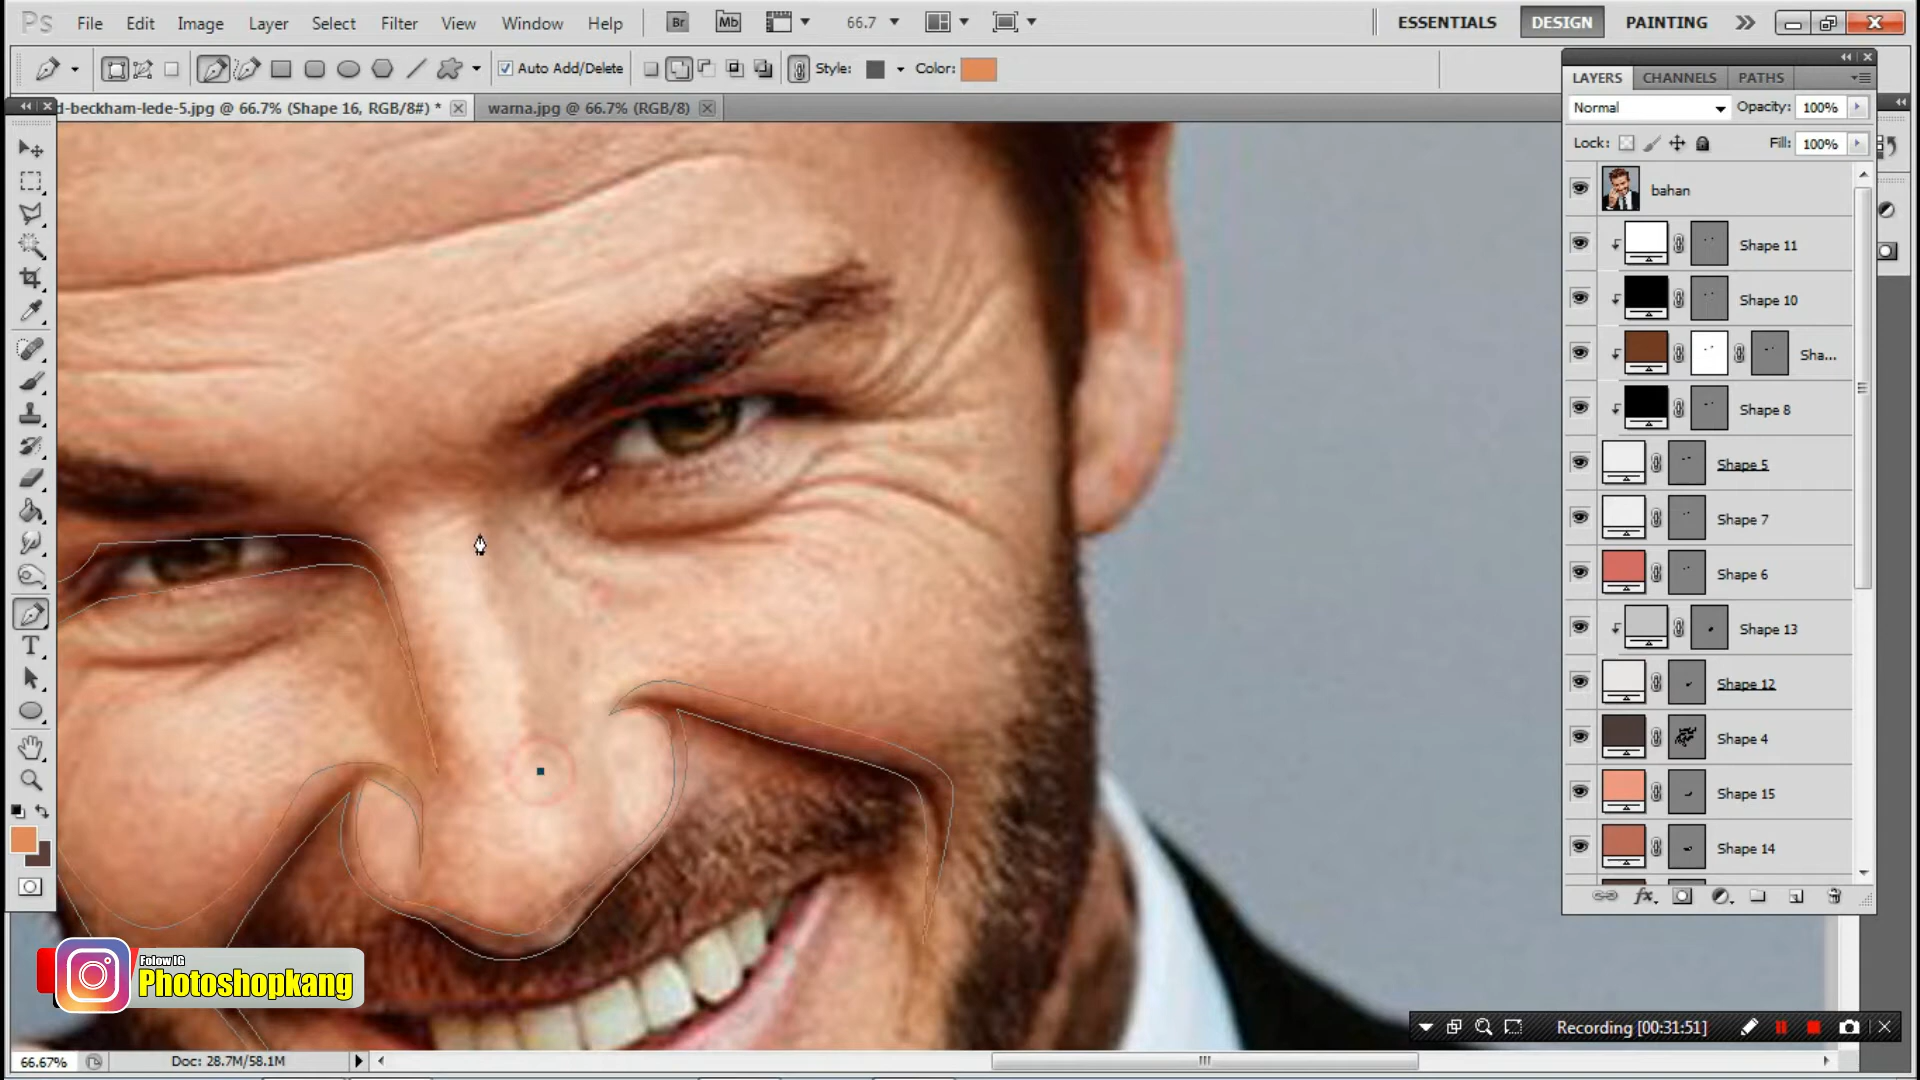 Ps File Edit Image Layer Select Filter View Window Help Br Mb 66.7 ESSENTIALS DESIGN PAINTING
Auto Add/Delete Style: Color:
d-beckham-lede-5.jpg @ 66.7% (Shape 16, RGB/8#) * warna.jpg @ 66.7% (RGB/8)
LAYERS CHANNELS PATHS
Normal Opacity: 100%
Lock: Fill: 100%
bahan
Shape 11
Shape 10
Sha...
Shape 8
Shape 5
Shape 7
Shape 6
Shape 13
Shape 12
Shape 4
Shape 15
Shape 14
fx
T
Folow IG
Photoshopkang
Recording [00:31:51]
66.67% Doc: 28.7M/58.1M